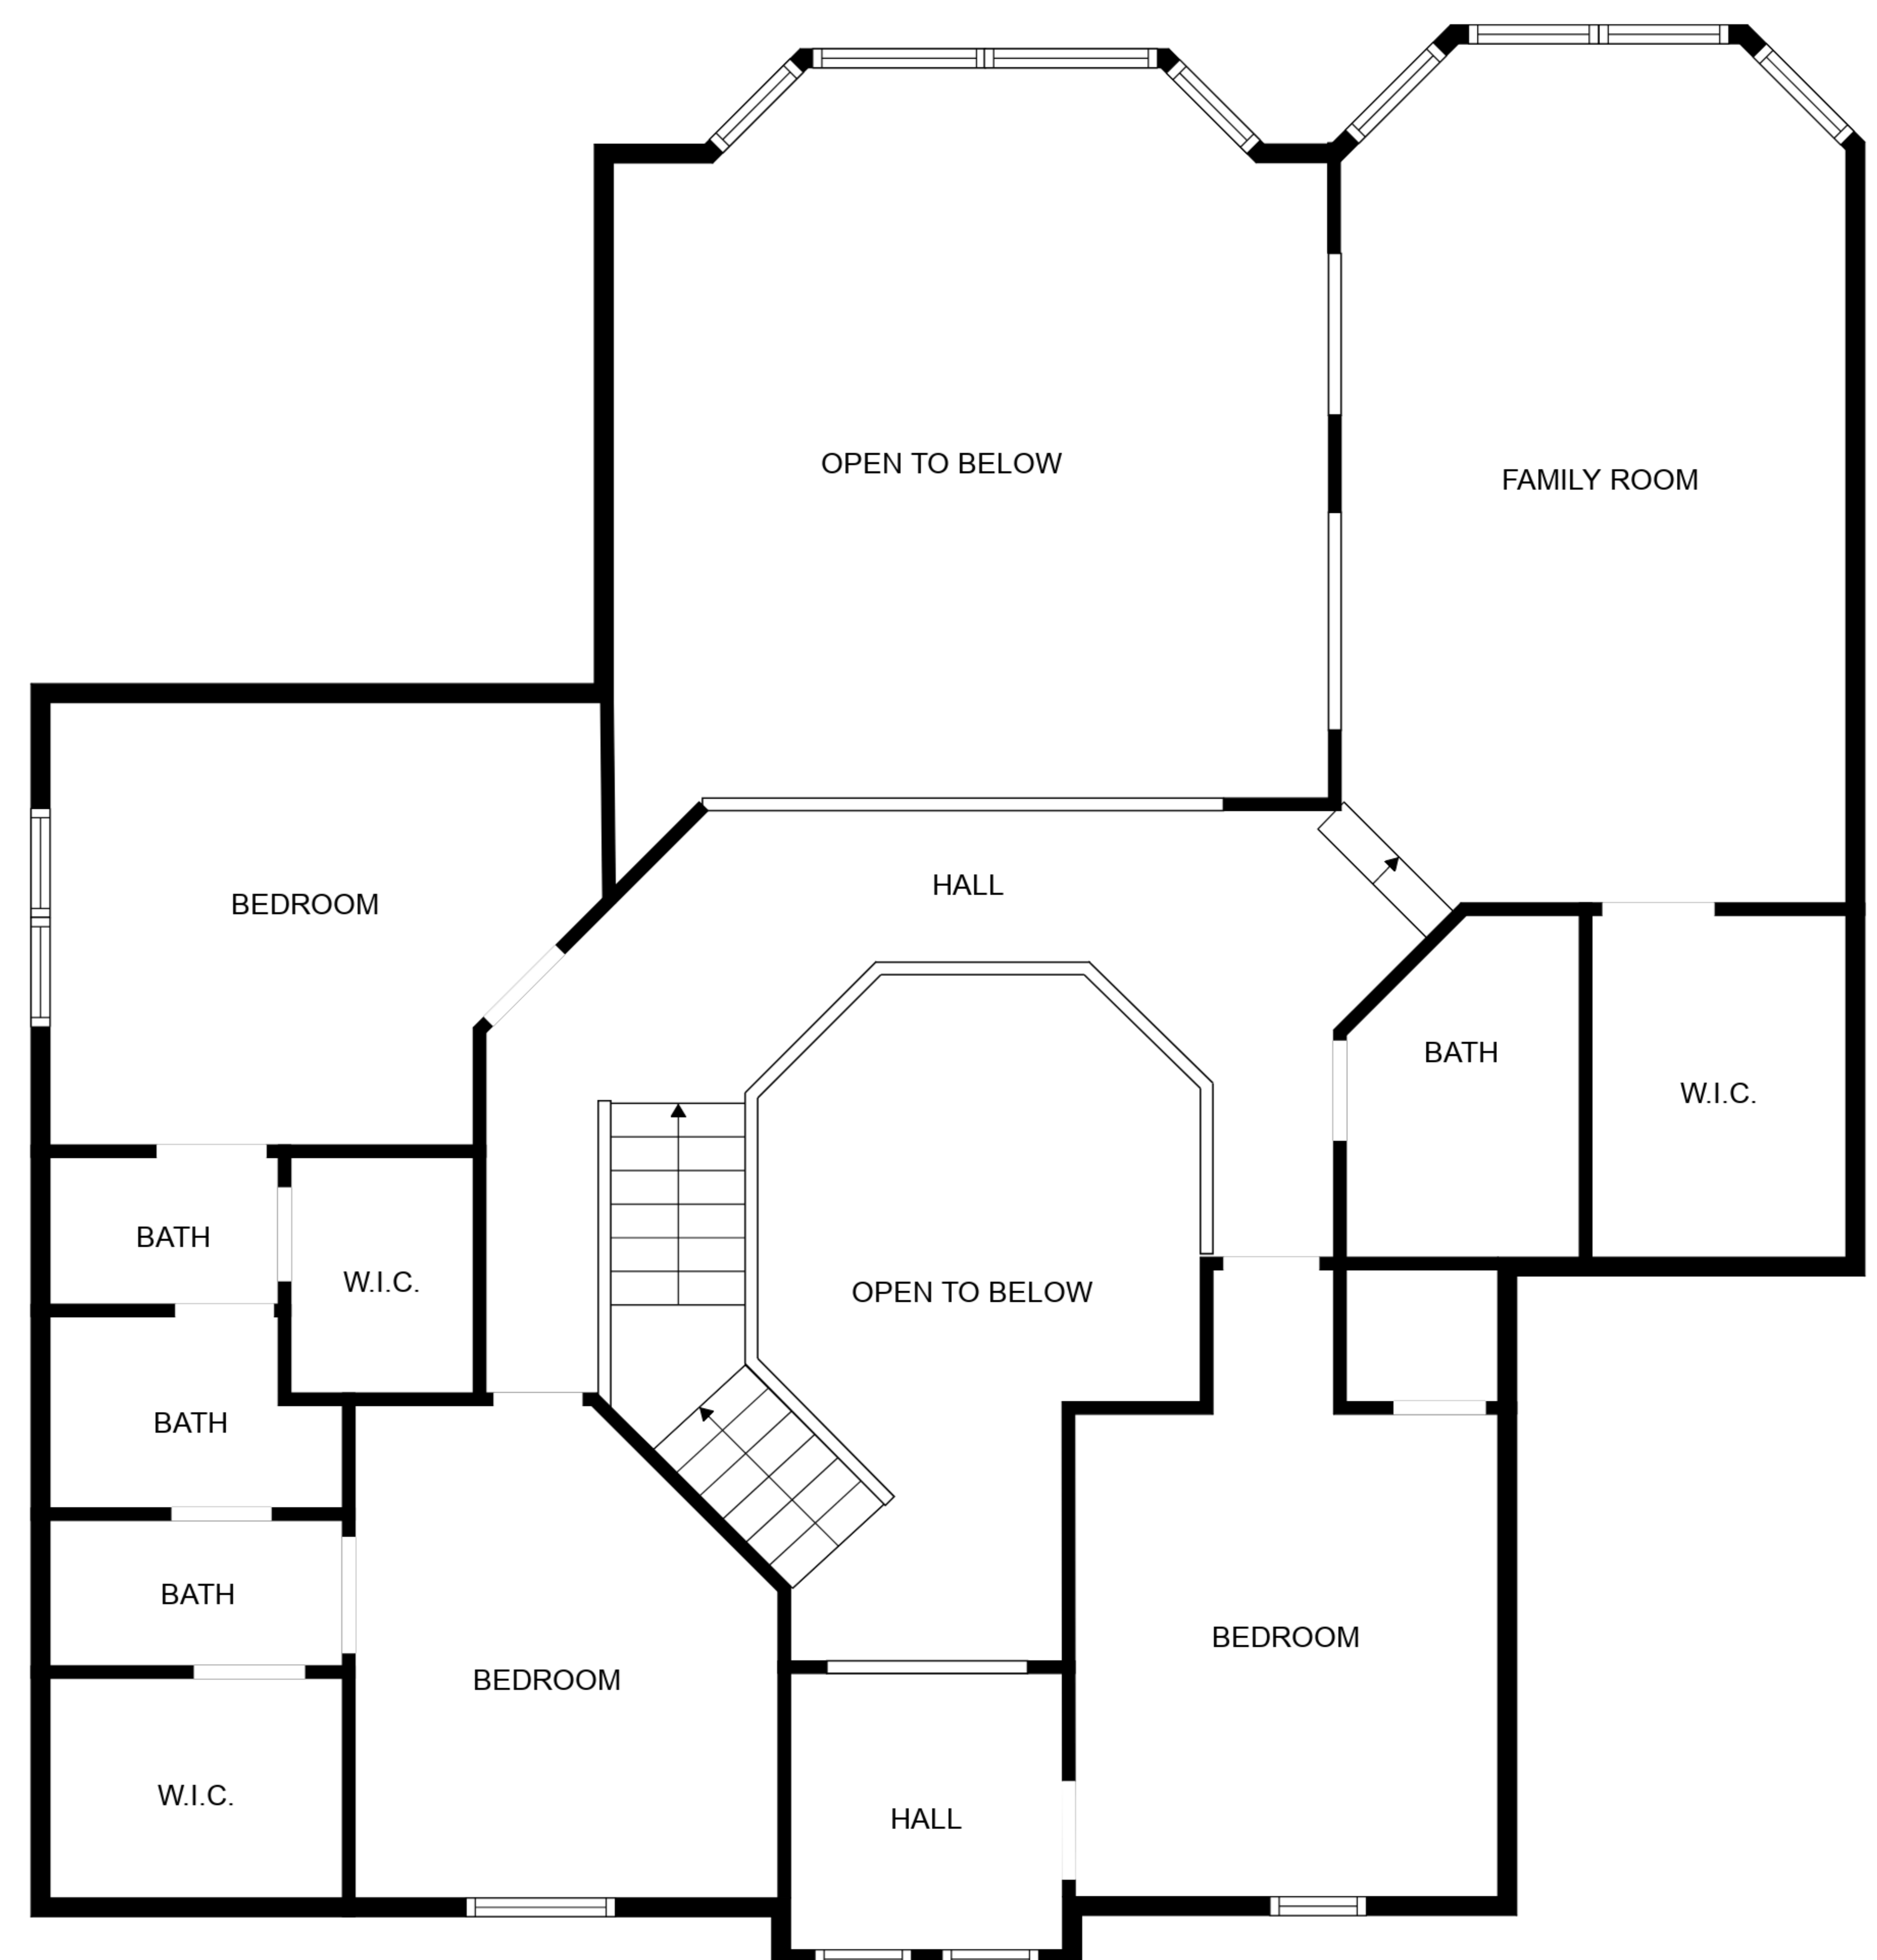 OPEN TO BELOW
FAMILY ROOM
HALL
BEDROOM
BATH
W.I.C.
BATH
W.I.C.
OPEN TO BELOW
BATH
BATH
BEDROOM
BEDROOM
W.I.C.
HALL